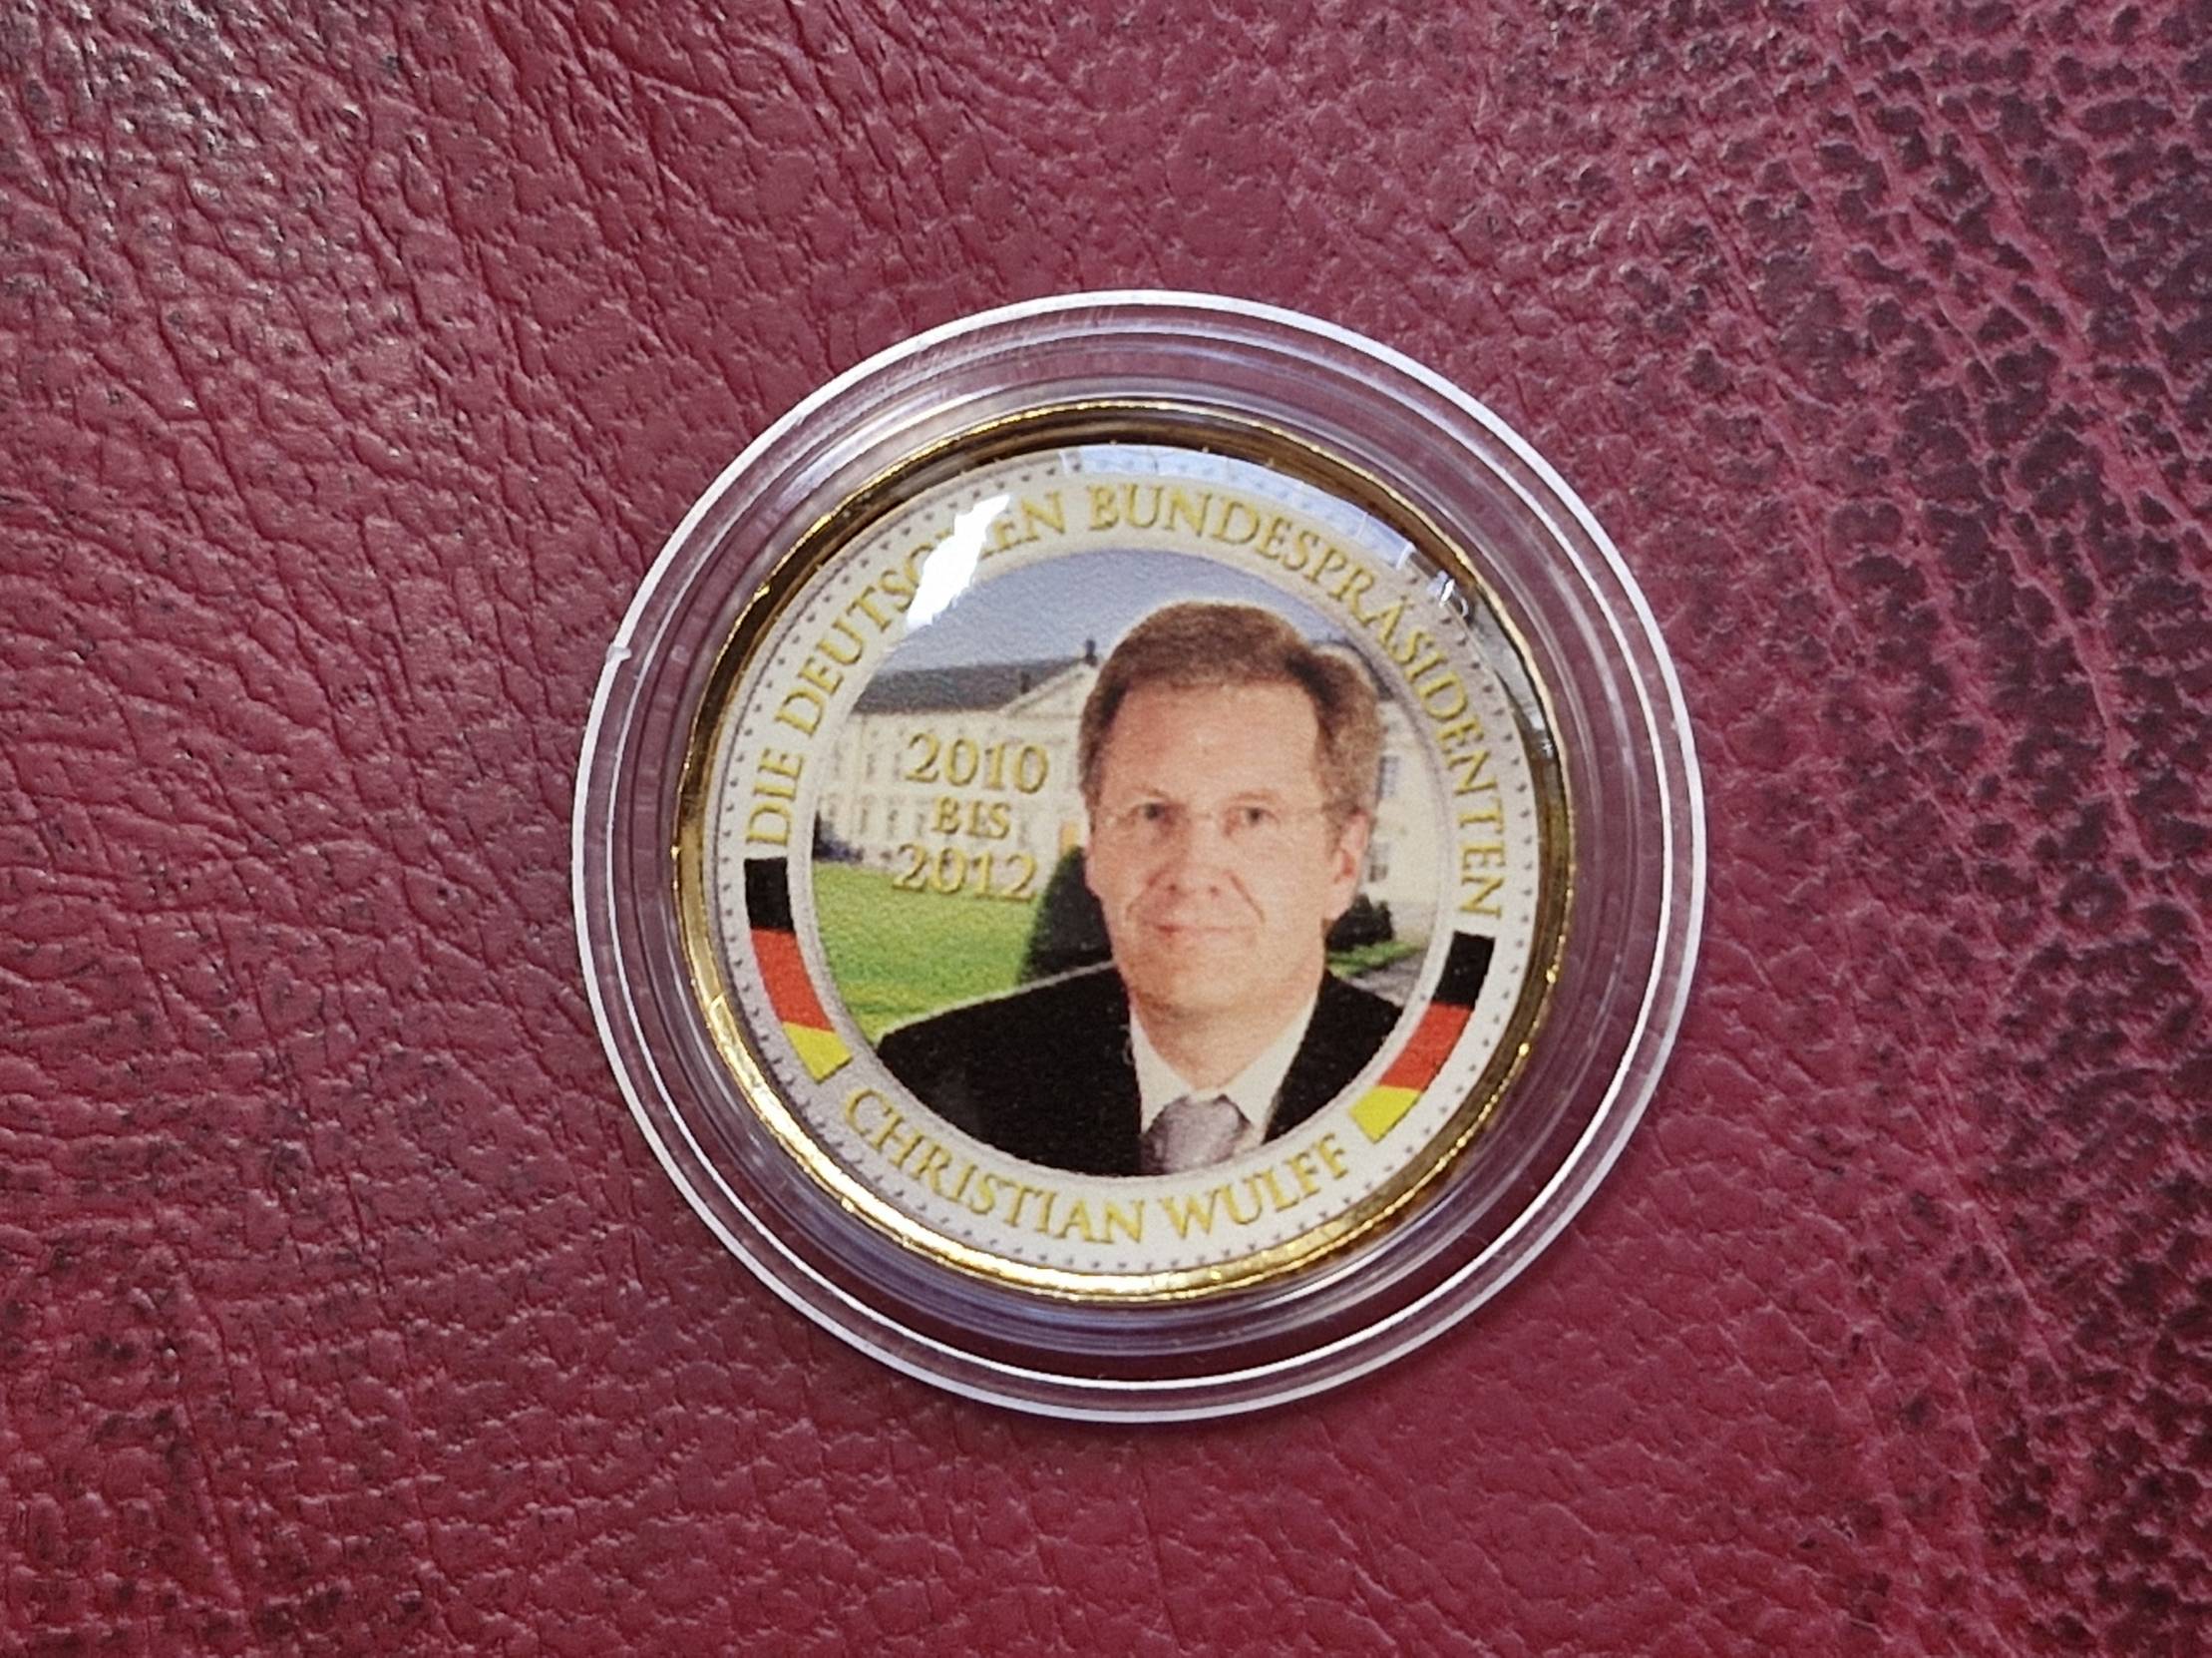 DIE DEUTSCHEN BUNDESPRÄSIDENTEN
2010
BIS
2012
CHRISTIAN WULFF